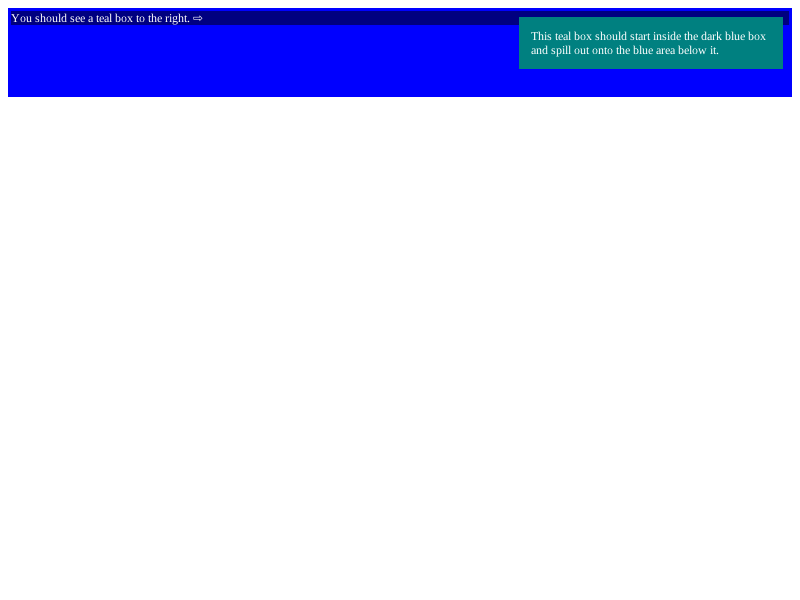 You should see a teal box to the right. ⇨
This teal box should start inside the dark blue box
and spill out onto the blue area below it.